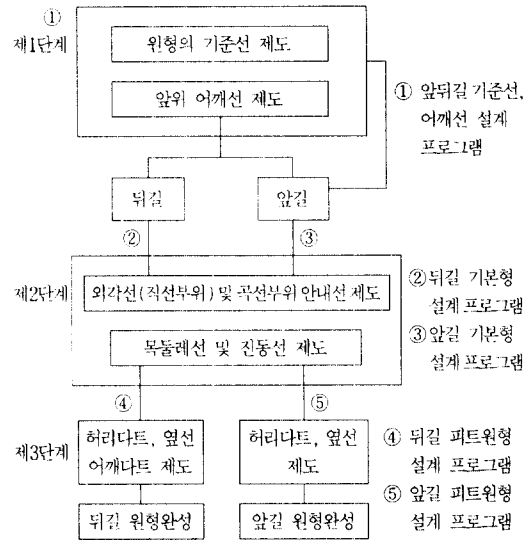 ①
제1단계
원형의 기준선 제도
앞위 어깨선 제도
① 앞뒤길 기준선,
어깨선 설계
프로그램
뒤길
앞길
②
③
제2단계
외각선(직선부위) 및 곡선부위 안내선 제도
목둘레선 및 진동선 제도
② 뒤길 기본형
설계 프로그램
③ 앞길 기본형
설계 프로그램
④
⑤
제3단계
허리다트, 옆선
어깨다트 제도
허리다트, 옆선
제도
뒤길 원형완성
앞길 원형완성
④ 뒤길 피트원형
설계 프로그램
⑤ 앞길 피트원형
설계 프로그램